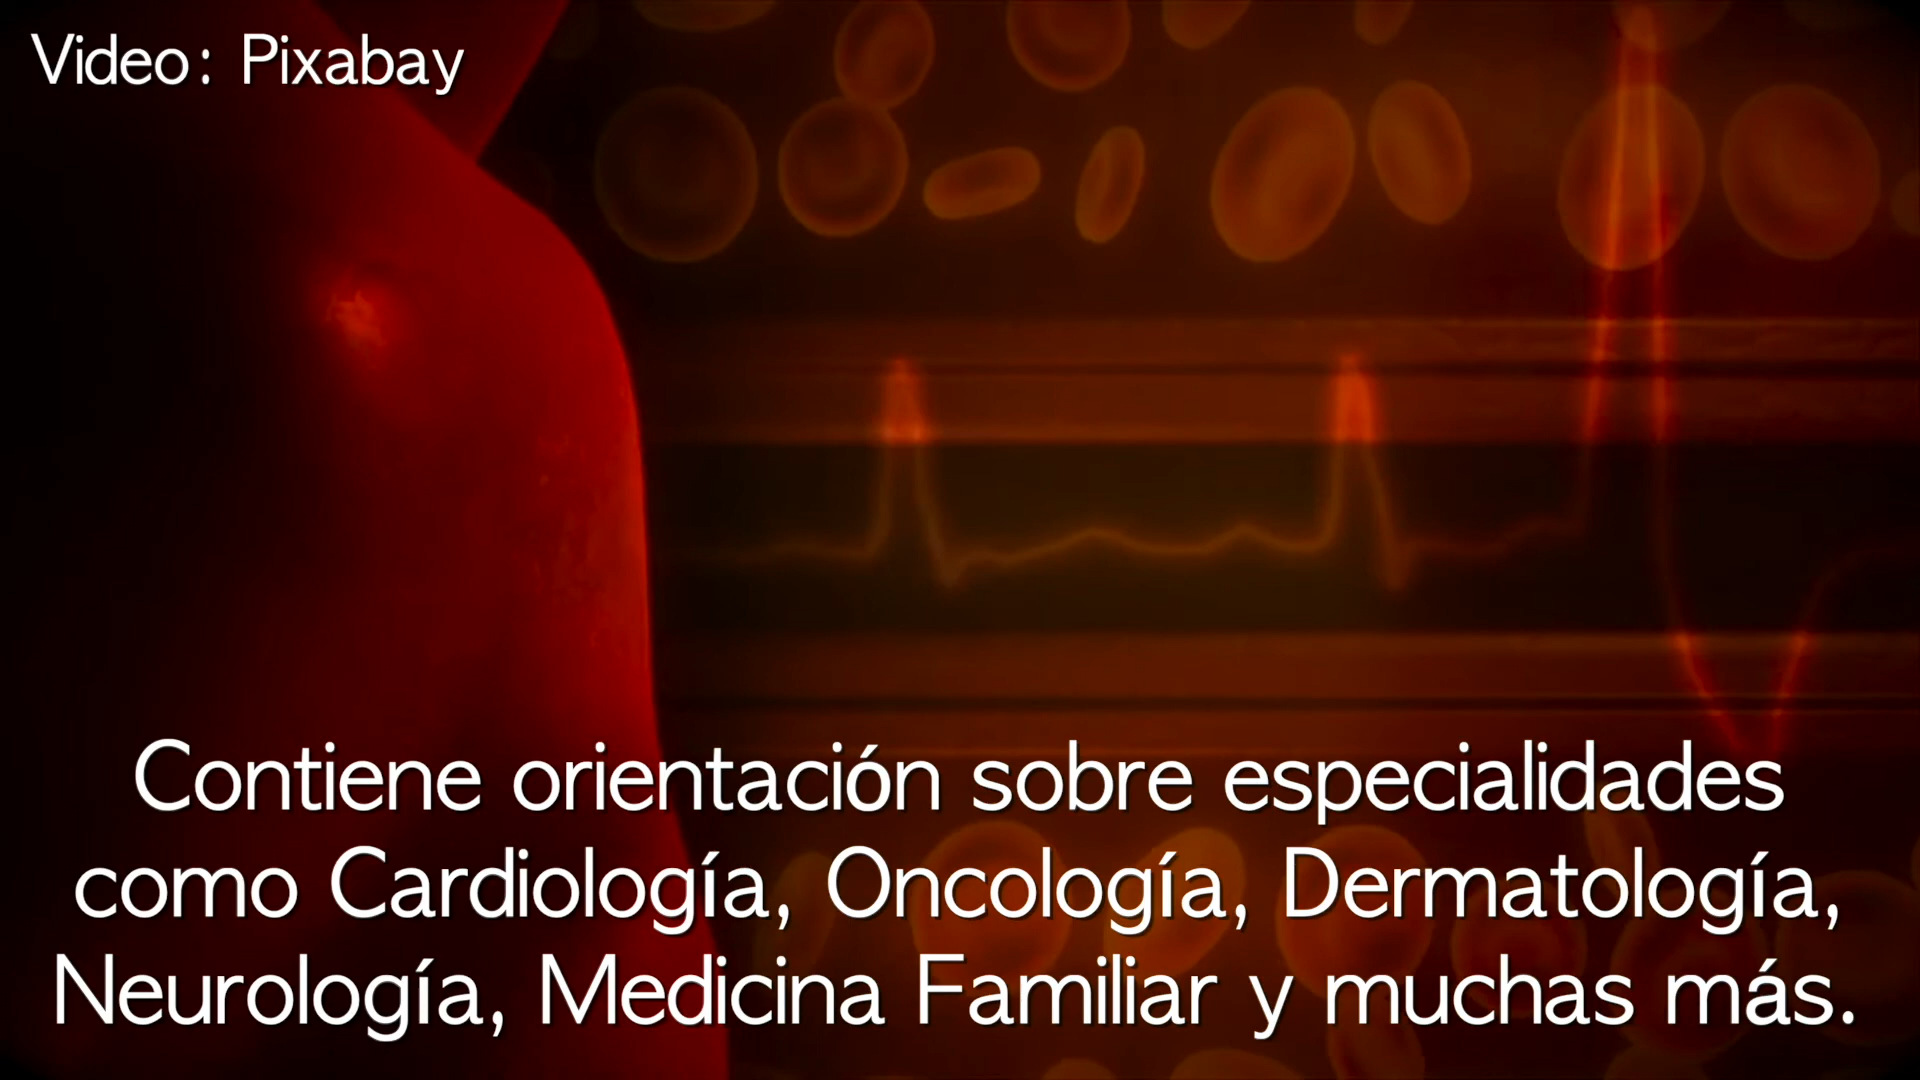 Video: Pixabay
Contiene orientación sobre especialidades
como Cardiología, Oncología, Dermatología,
Neurología, Medicina Familiar y muchas más.